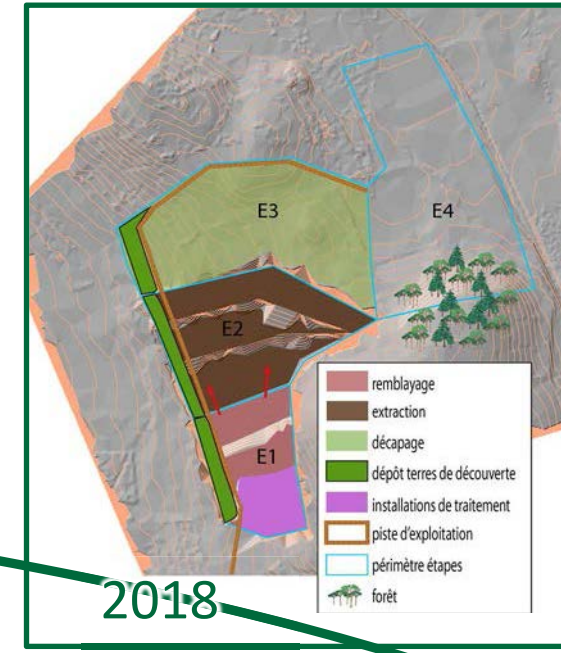 E3
E4
E2
E1
remblayage
extraction
décapage
dépôt terres de découverte
installations de traitement
piste d'exploitation
périmètre étapes
forêt
2018